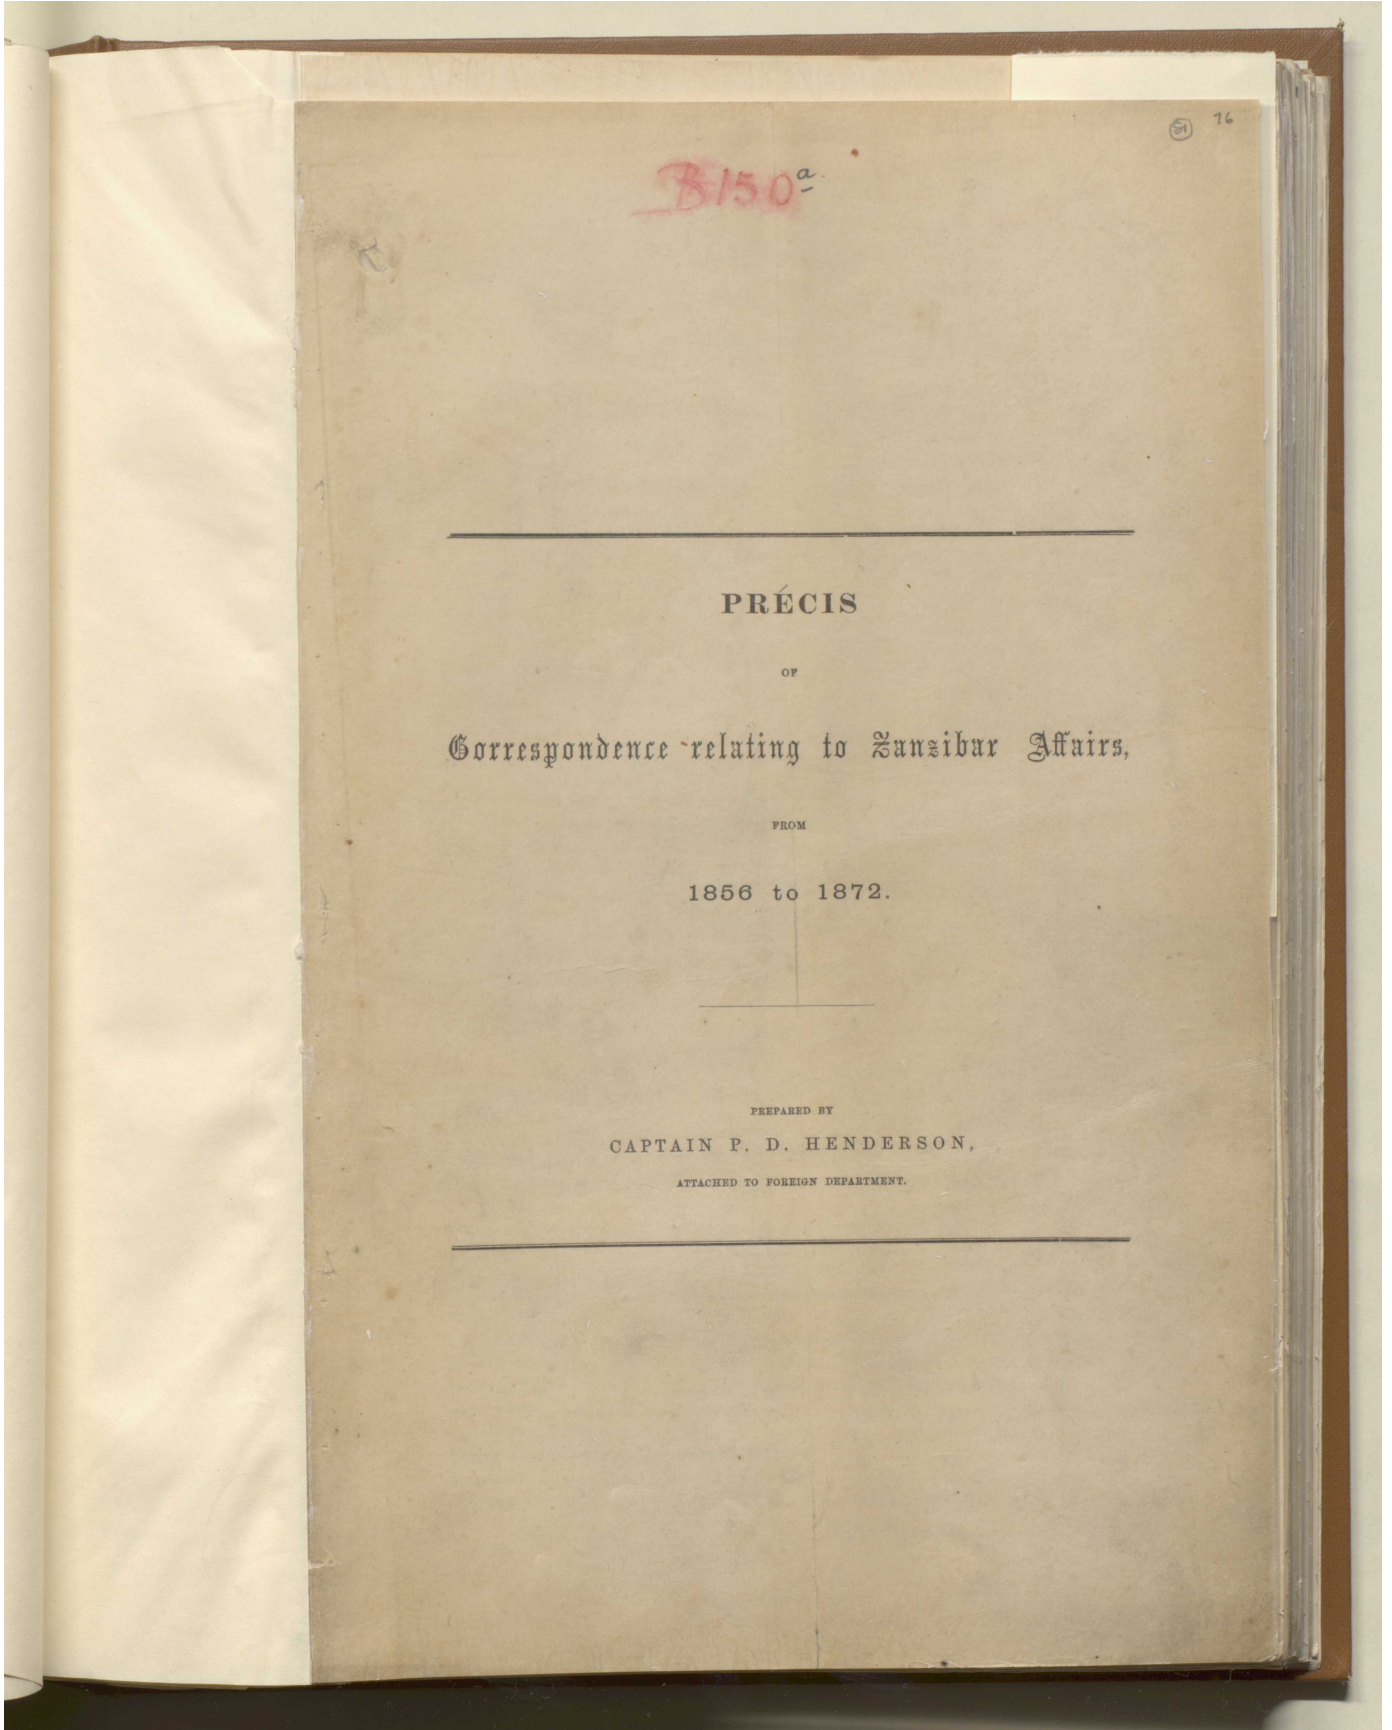 76
B150a
PRÉCIS
OF
Correspondence relating to Zanzibar Affairs,
FROM
1856 to 1872.
PREPARED BY
CAPTAIN P. D. HENDERSON,
ATTACHED TO FOREIGN DEPARTMENT.